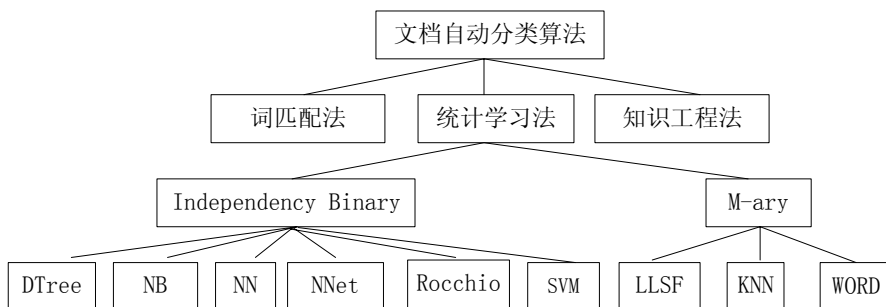 文档自动分类算法
词匹配法 统计学习法 知识工程法
Independency Binary M-ary
DTree NB NN NNet Rocchio SVM LLSF KNN WORD